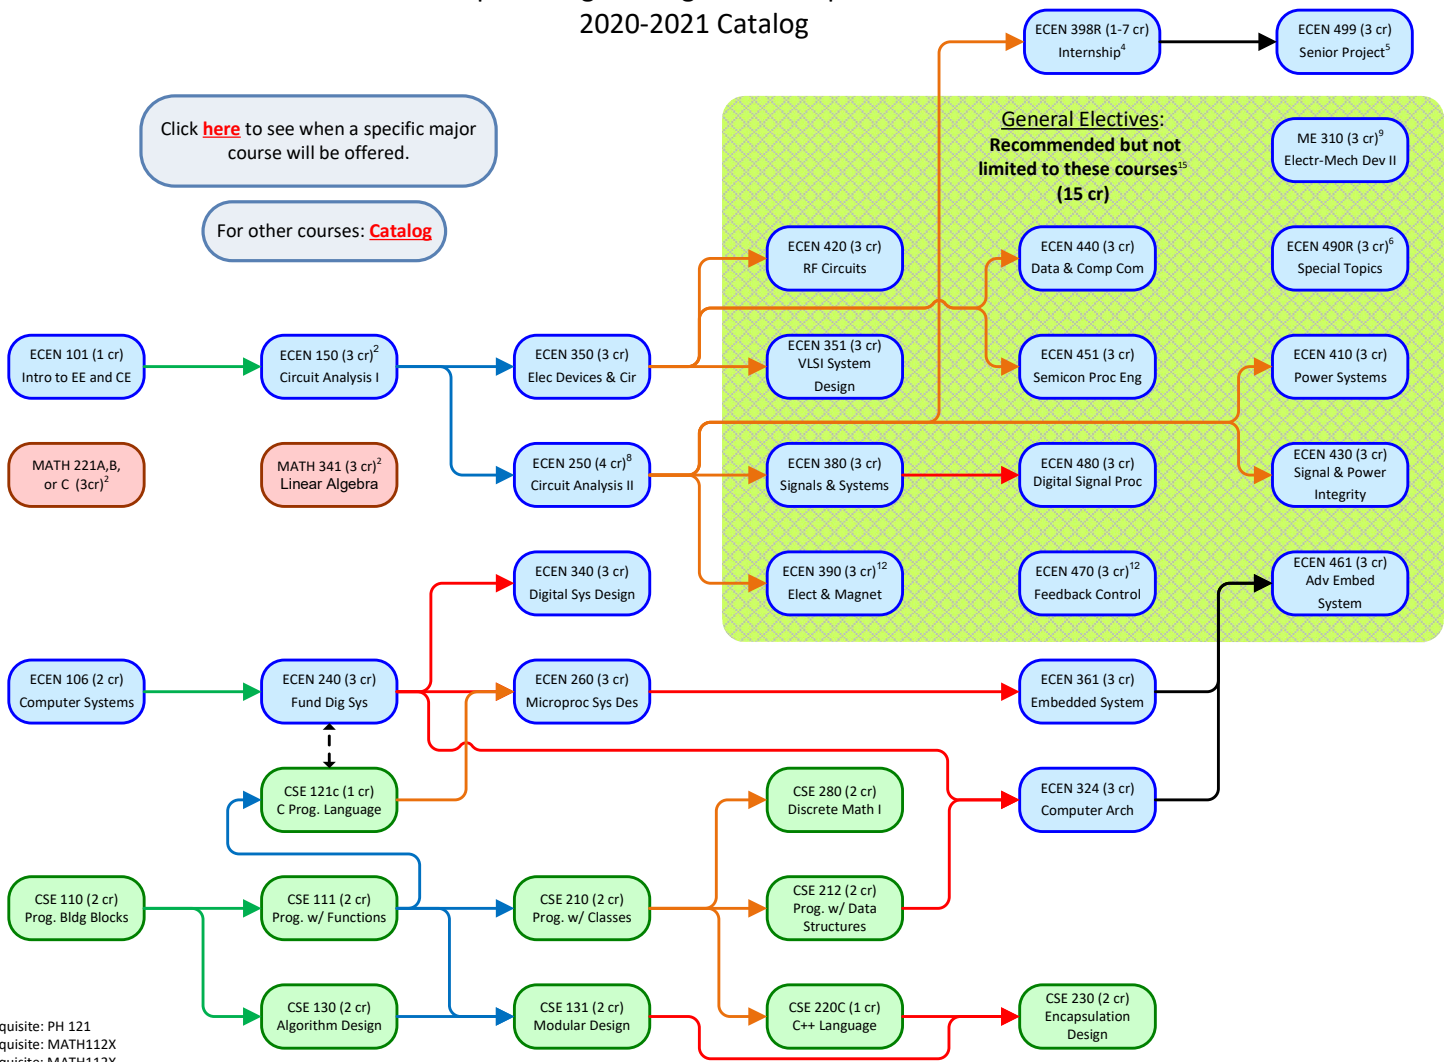 2020-2021 Catalog
ECEN 398R (1-7 cr)
Internship⁴
ECEN 499 (3 cr)
Senior Project⁵
Click here to see when a specific major
course will be offered.
For other courses: Catalog
General Electives:
Recommended but not
limited to these courses¹⁵
(15 cr)
ME 310 (3 cr)⁹
Electr-Mech Dev II
ECEN 420 (3 cr)
RF Circuits
ECEN 440 (3 cr)
Data & Comp Com
ECEN 490R (3 cr)⁶
Special Topics
ECEN 101 (1 cr)
Intro to EE and CE
ECEN 150 (3 cr)²
Circuit Analysis I
ECEN 350 (3 cr)
Elec Devices & Cir
ECEN 351 (3 cr)
VLSI System
Design
ECEN 451 (3 cr)
Semicon Proc Eng
ECEN 410 (3 cr)
Power Systems
MATH 221A,B,
or C (3cr)²
MATH 341 (3 cr)²
Linear Algebra
ECEN 250 (4 cr)⁸
Circuit Analysis II
ECEN 380 (3 cr)
Signals & Systems
ECEN 480 (3 cr)
Digital Signal Proc
ECEN 430 (3 cr)
Signal & Power
Integrity
ECEN 340 (3 cr)
Digital Sys Design
ECEN 390 (3 cr)¹²
Elect & Magnet
ECEN 470 (3 cr)¹²
Feedback Control
ECEN 461 (3 cr)
Adv Embed
System
ECEN 106 (2 cr)
Computer Systems
ECEN 240 (3 cr)
Fund Dig Sys
ECEN 260 (3 cr)
Microproc Sys Des
ECEN 361 (3 cr)
Embedded System
CSE 121c (1 cr)
C Prog. Language
CSE 280 (2 cr)
Discrete Math I
ECEN 324 (3 cr)
Computer Arch
CSE 110 (2 cr)
Prog. Bldg Blocks
CSE 111 (2 cr)
Prog. w/ Functions
CSE 210 (2 cr)
Prog. w/ Classes
CSE 212 (2 cr)
Prog. w/ Data
Structures
CSE 130 (2 cr)
Algorithm Design
CSE 131 (2 cr)
Modular Design
CSE 220C (1 cr)
C++ Language
CSE 230 (2 cr)
Encapsulation
Design
quisite: PH 121
quisite: MATH112X
quisite: MATH112X